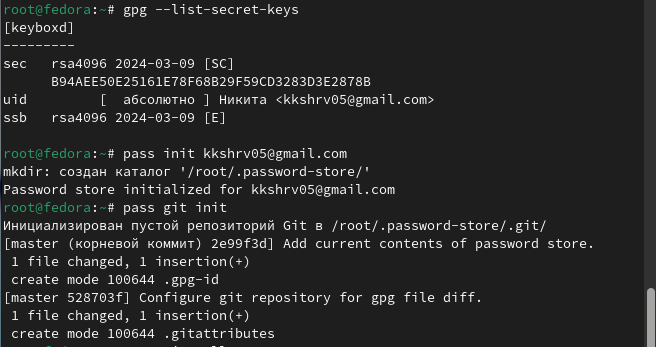 root@fedora:~# gpg --list-secret-keys
[keyboxd]
---------
sec   rsa4096 2024-03-09 [SC]
      B94AEE50E25161E78F68B29F59CD3283D3E2878B
uid         [  абсолютно ] Никита <kkshrv05@gmail.com>
ssb   rsa4096 2024-03-09 [E]
root@fedora:~# pass init kkshrv05@gmail.com
mkdir: создан каталог '/root/.password-store/'
Password store initialized for kkshrv05@gmail.com
root@fedora:~# pass git init
Инициализирован пустой репозиторий Git в /root/.password-store/.git/
[master (корневой коммит) 2e99f3d] Add current contents of password store.
 1 file changed, 1 insertion(+)
 create mode 100644 .gpg-id
[master 528703f] Configure git repository for gpg file diff.
 1 file changed, 1 insertion(+)
 create mode 100644 .gitattributes